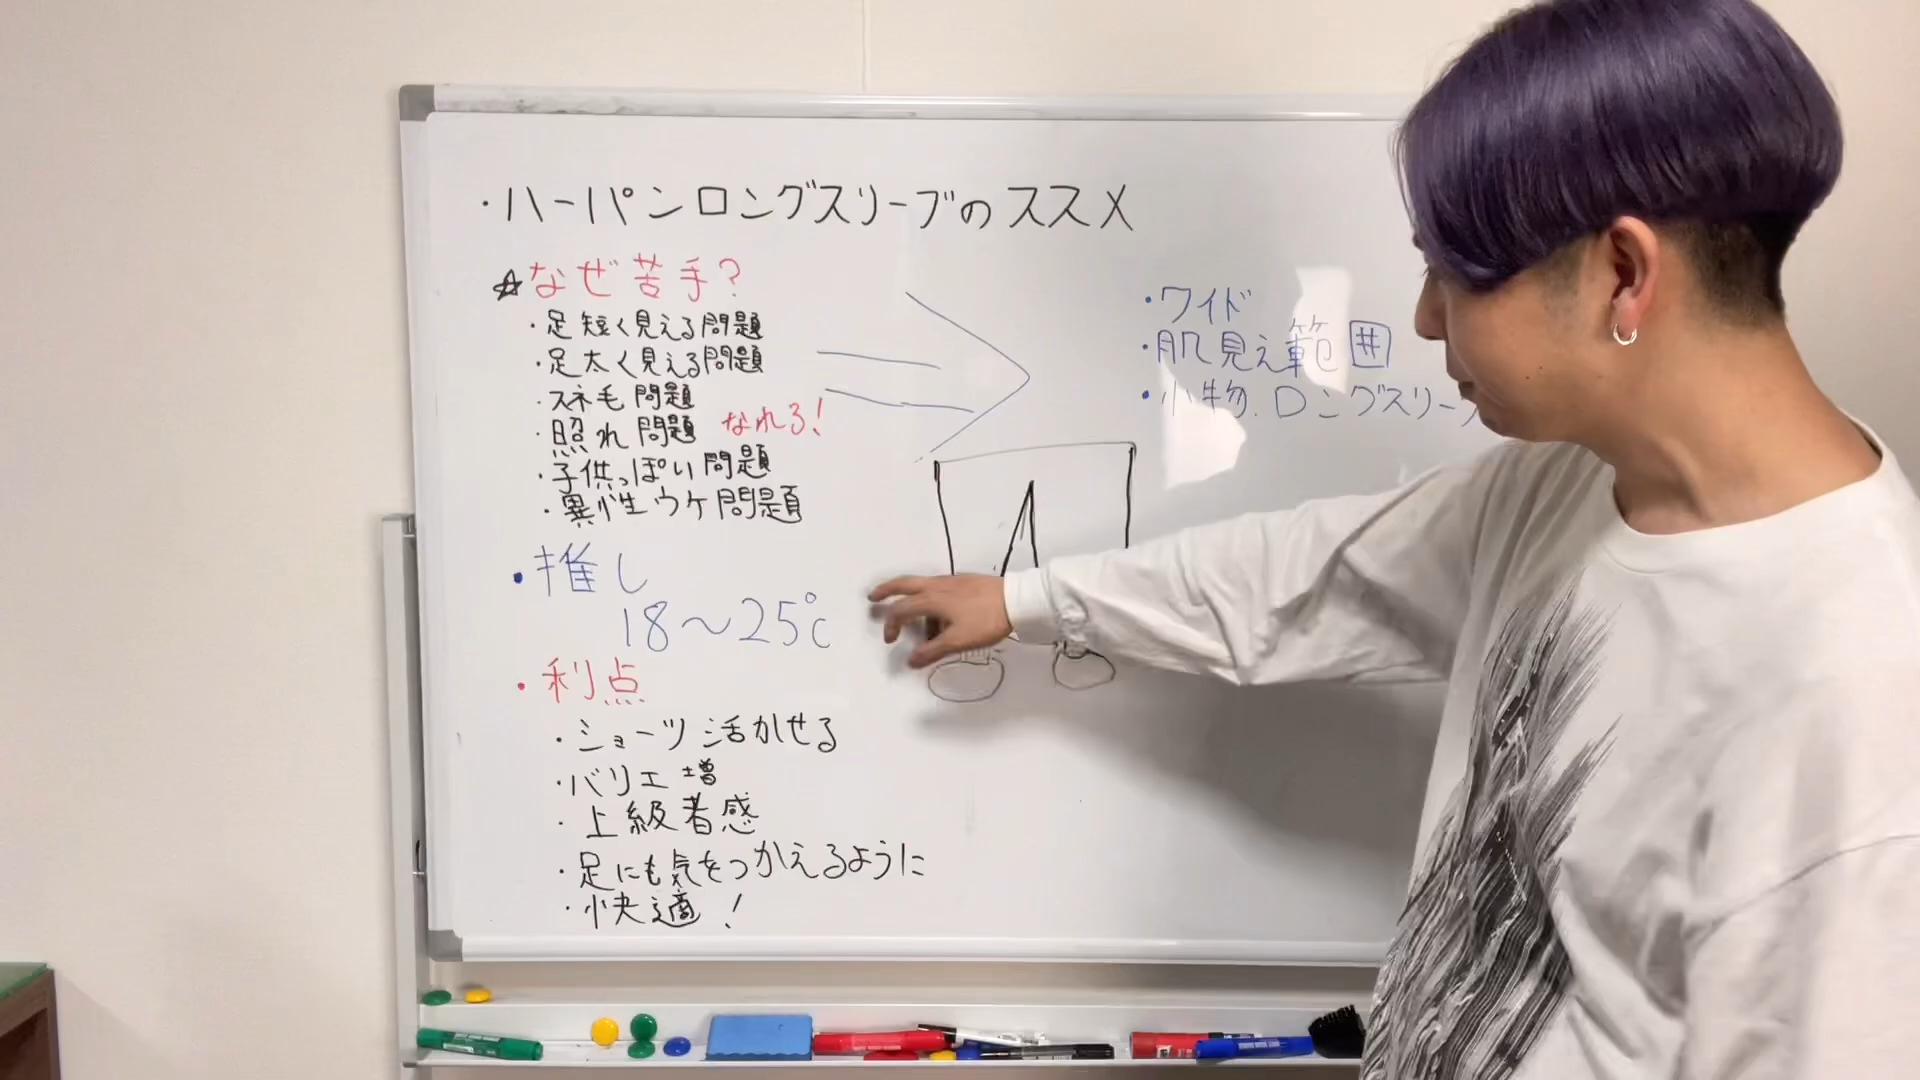 ・ハーパンロングスリーブのススメ
☆なぜ苦手?
・足短く見える問題
・足太く見える問題
・スネ毛問題
・照れ問題 なれろ!
・子供っぽい問題
・異性ウケ問題
・推し
18〜25℃
・利点
・ショーツ活かせる
・バリエ増
・上級者感
・足にも気をつかえるように
・快適!
・ワイド
・肌見え範囲
・小物、ロングスリーブ